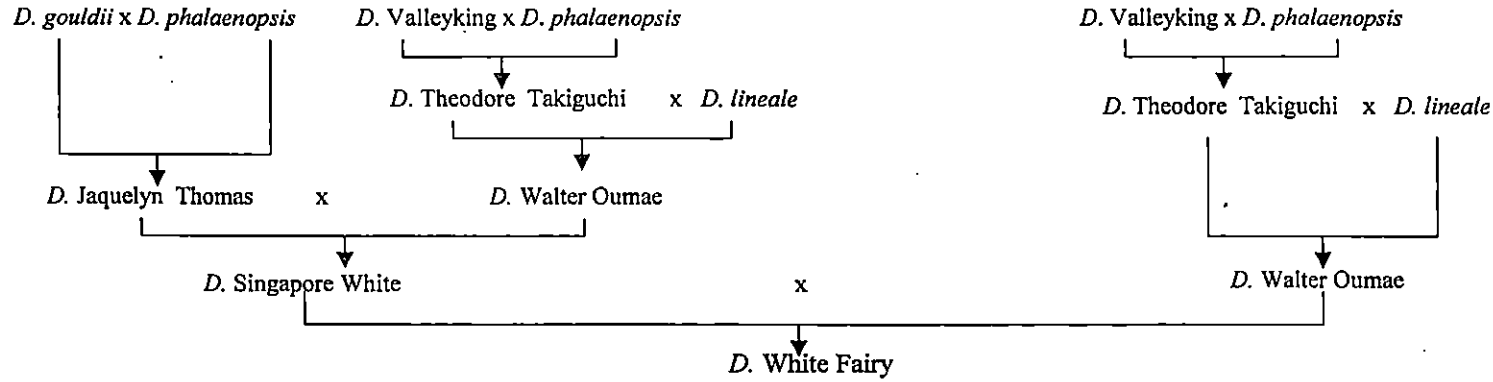 D. gouldii x D. phalaenopsis D. Valleyking x D. phalaenopsis D. Valleyking x D. phalaenopsis
D. Theodore Takiguchi x D. lineale D. Theodore Takiguchi x D. lineale
D. Jaquelyn Thomas x D. Walter Oumae
D. Singapore White x D. Walter Oumae
D. White Fairy